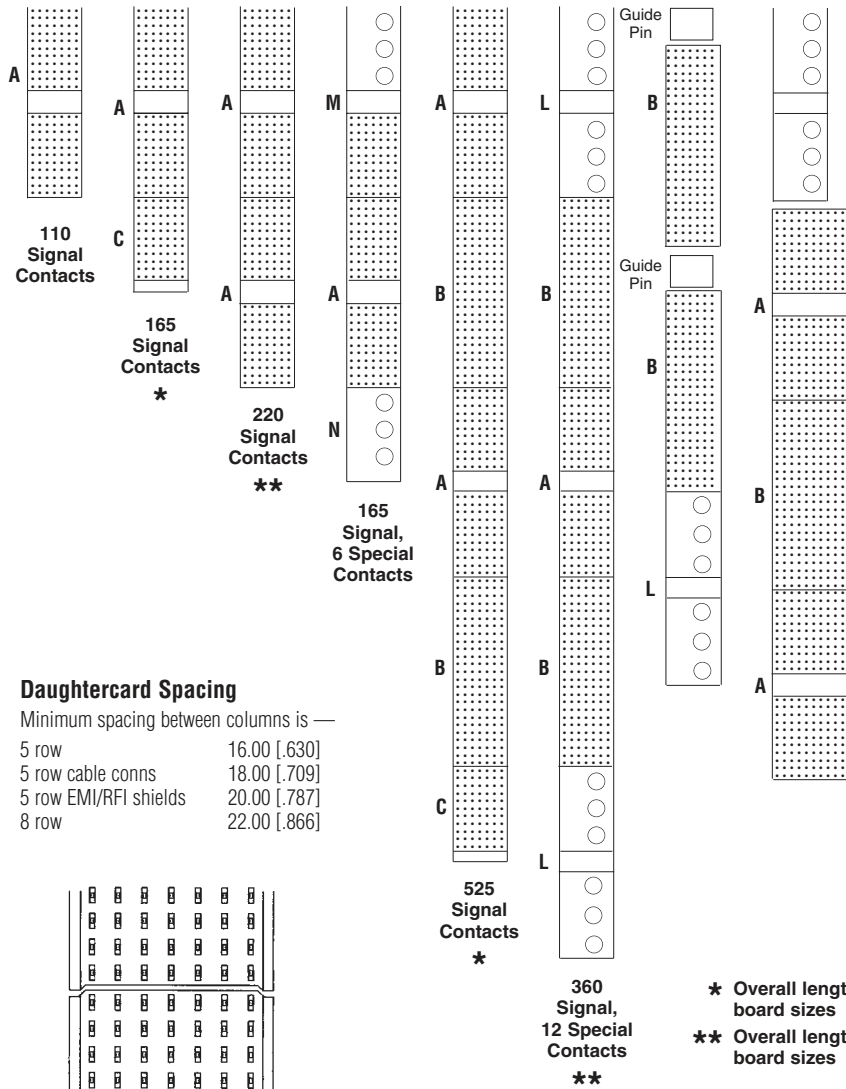 A
110
Signal
Contacts
A
C
165
Signal
Contacts
*
A
A
220
Signal
Contacts
**
M
A
N
165
Signal,
6 Special
Contacts
A
B
A
B
C
525
Signal
Contacts
*
L
B
A
B
L
360
Signal,
12 Special
Contacts
**
Guide
Pin
B
Guide
Pin
B
L
A
B
A
Daughtercard Spacing
Minimum spacing between columns is —
5 row 16.00 [.630]
5 row cable conns 18.00 [.709]
5 row EMI/RFI shields 20.00 [.787]
8 row 22.00 [.866]
* Overall lengt
board sizes
** Overall lengt
board sizes